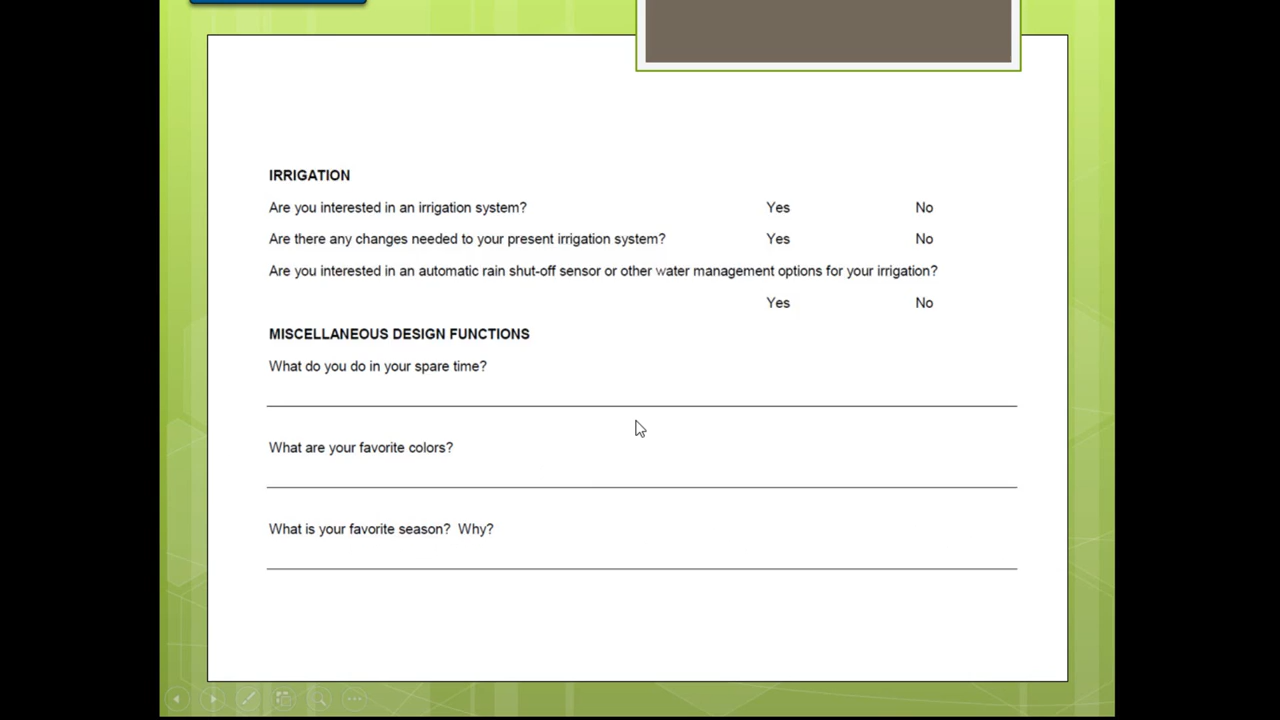 IRRIGATION
Are you interested in an irrigation system? Yes No
Are there any changes needed to your present irrigation system? Yes No
Are you interested in an automatic rain shut-off sensor or other water management options for your irrigation?
Yes No
MISCELLANEOUS DESIGN FUNCTIONS
What do you do in your spare time?
What are your favorite colors?
What is your favorite season? Why?